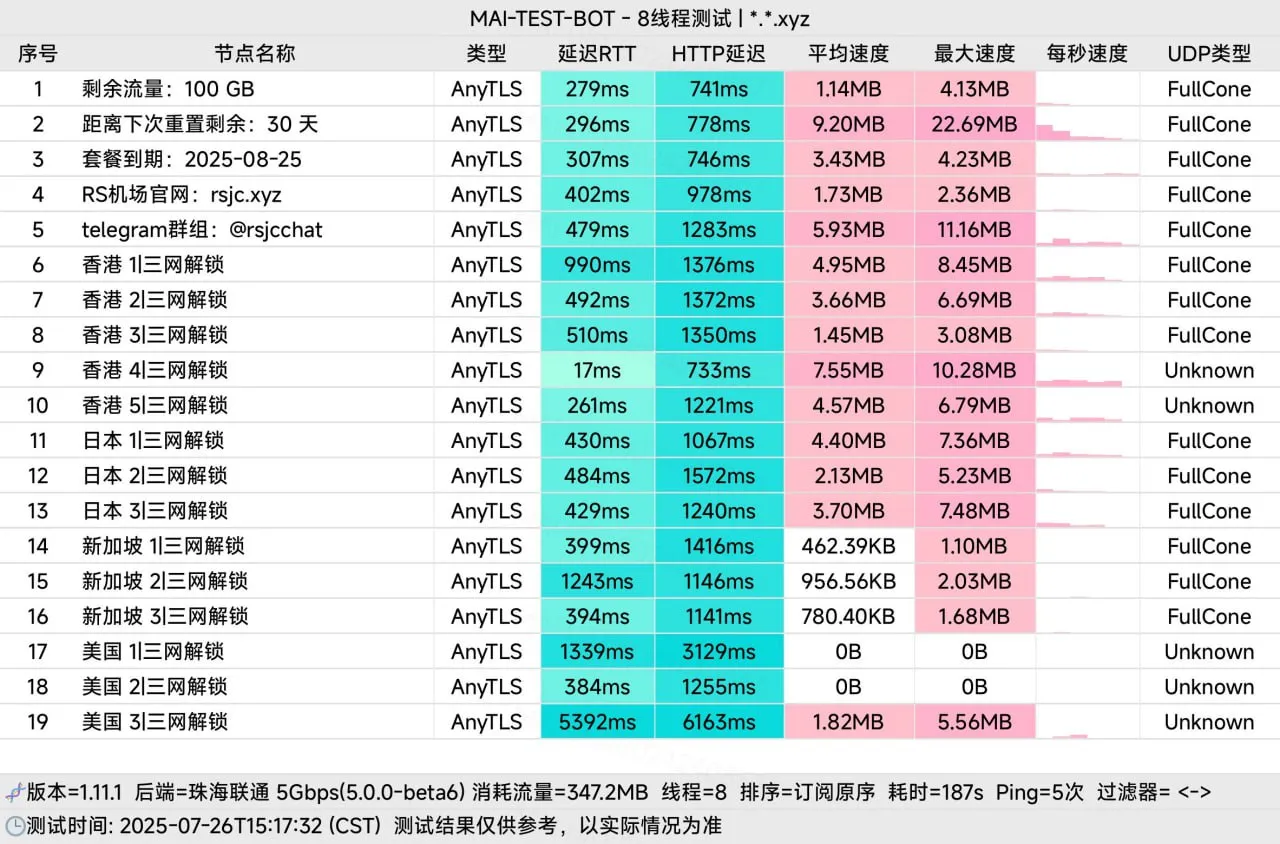 MAI-TEST-BOT - 8线程测试 | *.*.xyz
序号 节点名称 类型 延迟RTT HTTP延迟 平均速度 最大速度 每秒速度 UDP类型
1 剩余流量：100 GB AnyTLS 279ms 741ms 1.14MB 4.13MB FullCone
2 距离下次重置剩余：30 天 AnyTLS 296ms 778ms 9.20MB 22.69MB FullCone
3 套餐到期：2025-08-25 AnyTLS 307ms 746ms 3.43MB 4.23MB FullCone
4 RS机场官网：rsjc.xyz AnyTLS 402ms 978ms 1.73MB 2.36MB FullCone
5 telegram群组：@rsjcchat AnyTLS 479ms 1283ms 5.93MB 11.16MB FullCone
6 香港 1|三网解锁 AnyTLS 990ms 1376ms 4.95MB 8.45MB FullCone
7 香港 2|三网解锁 AnyTLS 492ms 1372ms 3.66MB 6.69MB FullCone
8 香港 3|三网解锁 AnyTLS 510ms 1350ms 1.45MB 3.08MB FullCone
9 香港 4|三网解锁 AnyTLS 17ms 733ms 7.55MB 10.28MB Unknown
10 香港 5|三网解锁 AnyTLS 261ms 1221ms 4.57MB 6.79MB Unknown
11 日本 1|三网解锁 AnyTLS 430ms 1067ms 4.40MB 7.36MB FullCone
12 日本 2|三网解锁 AnyTLS 484ms 1572ms 2.13MB 5.23MB FullCone
13 日本 3|三网解锁 AnyTLS 429ms 1240ms 3.70MB 7.48MB FullCone
14 新加坡 1|三网解锁 AnyTLS 399ms 1416ms 462.39KB 1.10MB FullCone
15 新加坡 2|三网解锁 AnyTLS 1243ms 1146ms 956.56KB 2.03MB FullCone
16 新加坡 3|三网解锁 AnyTLS 394ms 1141ms 780.40KB 1.68MB FullCone
17 美国 1|三网解锁 AnyTLS 1339ms 3129ms 0B 0B Unknown
18 美国 2|三网解锁 AnyTLS 384ms 1255ms 0B 0B Unknown
19 美国 3|三网解锁 AnyTLS 5392ms 6163ms 1.82MB 5.56MB Unknown
版本=1.11.1 后端=珠海联通 5Gbps(5.0.0-beta6) 消耗流量=347.2MB 线程=8 排序=订阅原序 耗时=187s Ping=5次 过滤器= <->
测试时间: 2025-07-26T15:17:32 (CST) 测试结果仅供参考，以实际情况为准